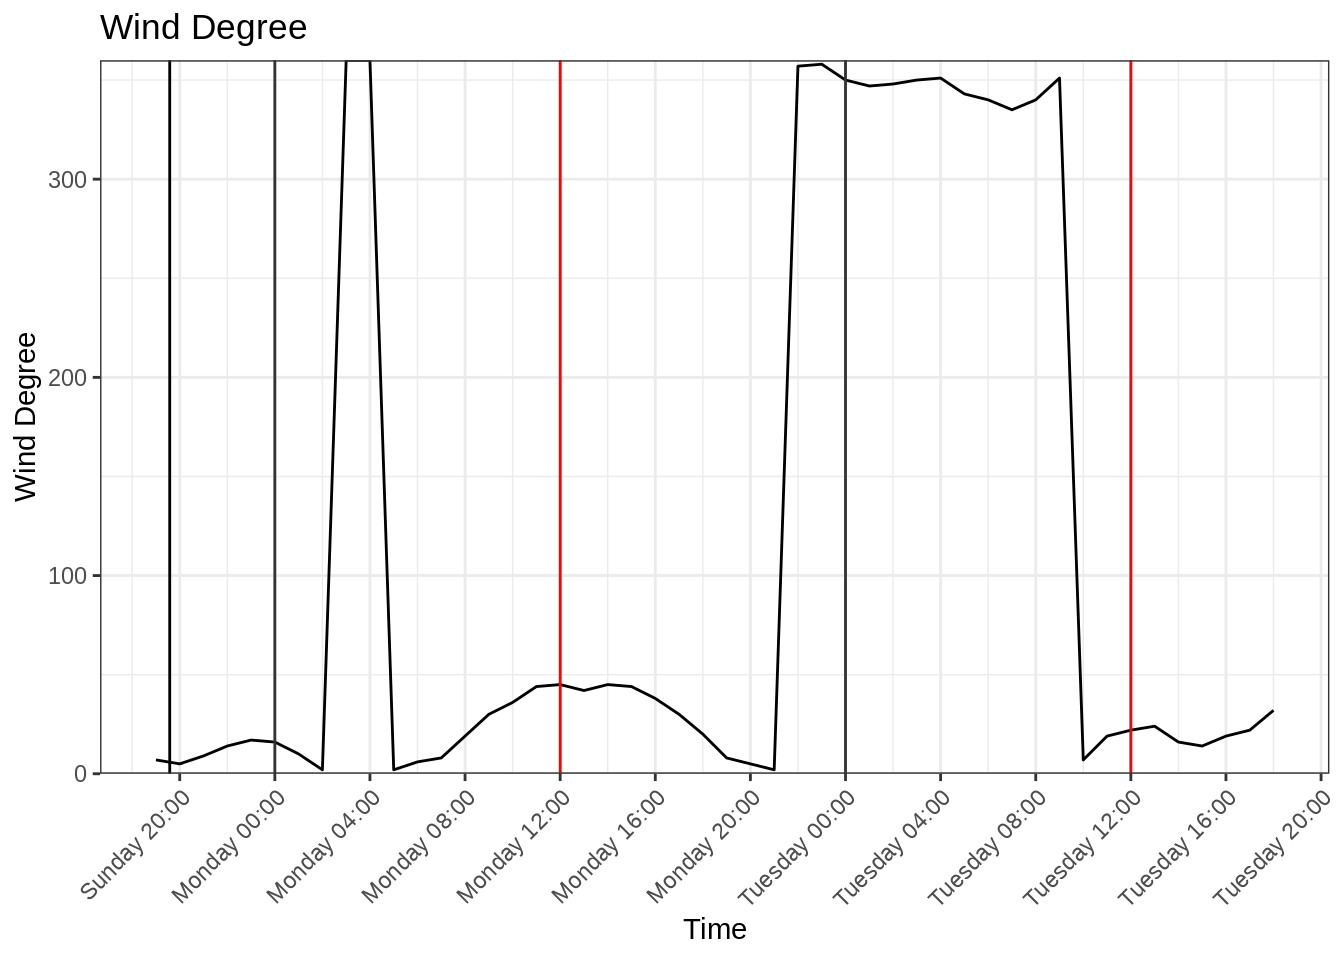 Wind Degree
Wind Degree
300
200
100
0
Sunday 20:00
Monday 00:00
Monday 04:00
Monday 08:00
Monday 12:00
Monday 16:00
Monday 20:00
Tuesday 00:00
Tuesday 04:00
Tuesday 08:00
Tuesday 12:00
Tuesday 16:00
Tuesday 20:00
Time